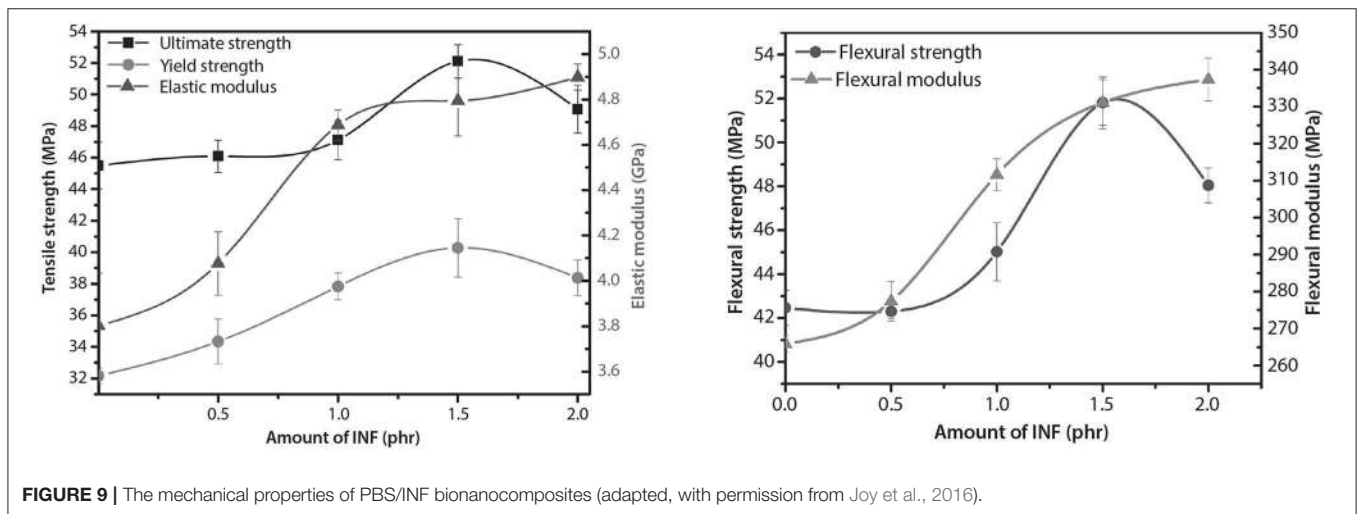 Ultimate strength
Yield strength
Elastic modulus
Tensile strength (MPa)
54
52
50
48
46
44
42
40
38
36
34
32
5.0
4.8
4.6
4.4
4.2
4.0
3.8
3.6
Elastic modulus (GPa)
0.5 1.0 1.5 2.0
Amount of INF (phr)
Flexural strength
Flexural modulus
Flexural strength (MPa)
54
52
50
48
46
44
42
40
350
340
330
320
310
300
290
280
270
260
Flexural modulus (MPa)
0.0 0.5 1.0 1.5 2.0
Amount of INF (phr)
FIGURE 9 | The mechanical properties of PBS/INF bionanocomposites (adapted, with permission from Joy et al., 2016).